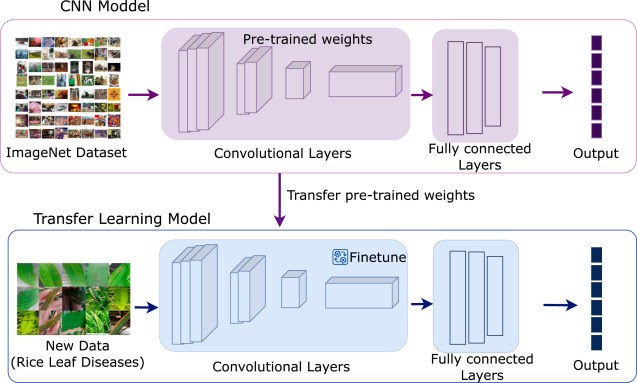 CNN Moddel
Pre-trained weights
ImageNet Dataset
Convolutional Layers
Fully connected
Layers
Output
Transfer pre-trained weights
Transfer Learning Model
Finetune
New Data
(Rice Leaf Diseases)
Convolutional Layers
Fully connected
Layers
Output